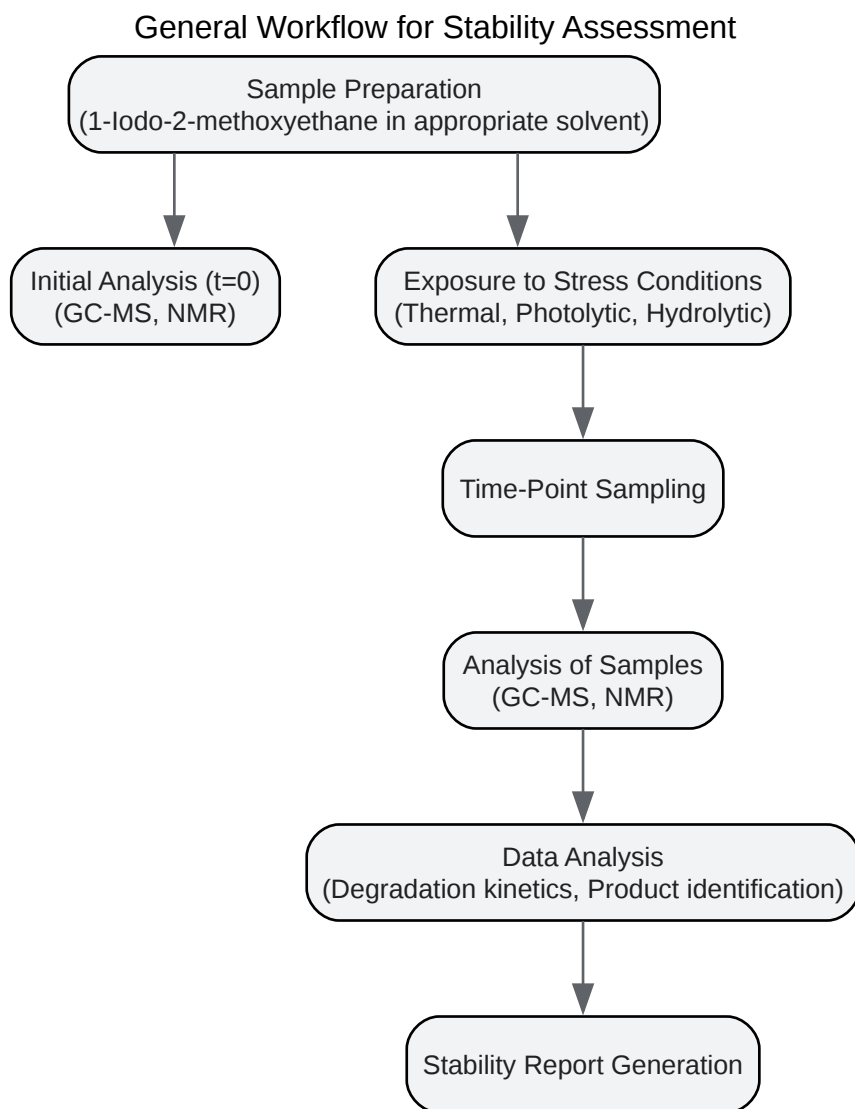 General Workflow for Stability Assessment
Sample Preparation
(1-Iodo-2-methoxyethane in appropriate solvent)
Initial Analysis (t=0)
(GC-MS, NMR)
Exposure to Stress Conditions
(Thermal, Photolytic, Hydrolytic)
Time-Point Sampling
Analysis of Samples
(GC-MS, NMR)
Data Analysis
(Degradation kinetics, Product identification)
Stability Report Generation